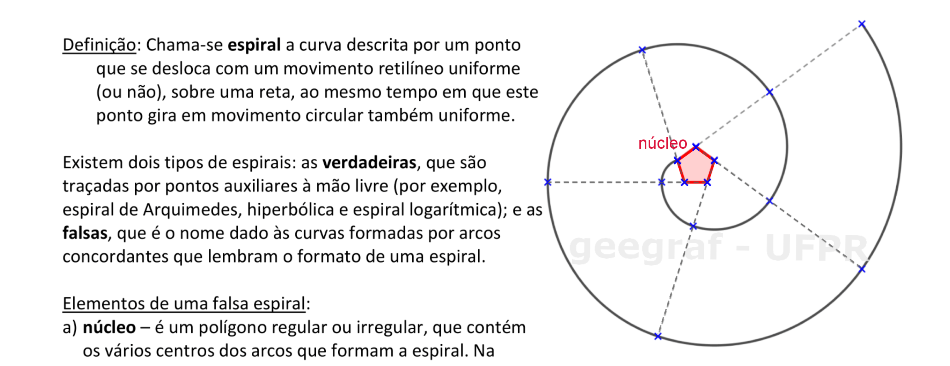 Definição: Chama-se espiral a curva descrita por um ponto
que se desloca com um movimento retilíneo uniforme
(ou não), sobre uma reta, ao mesmo tempo em que este
ponto gira em movimento circular também uniforme.
Existem dois tipos de espirais: as verdadeiras, que são
traçadas por pontos auxiliares à mão livre (por exemplo,
espiral de Arquimedes, hiperbólica e espiral logarítmica); e as
falsas, que é o nome dado às curvas formadas por arcos
concordantes que lembram o formato de uma espiral.
Elementos de uma falsa espiral:
a) núcleo – é um polígono regular ou irregular, que contém
os vários centros dos arcos que formam a espiral. Na
núcleo
geegraf - UFPR